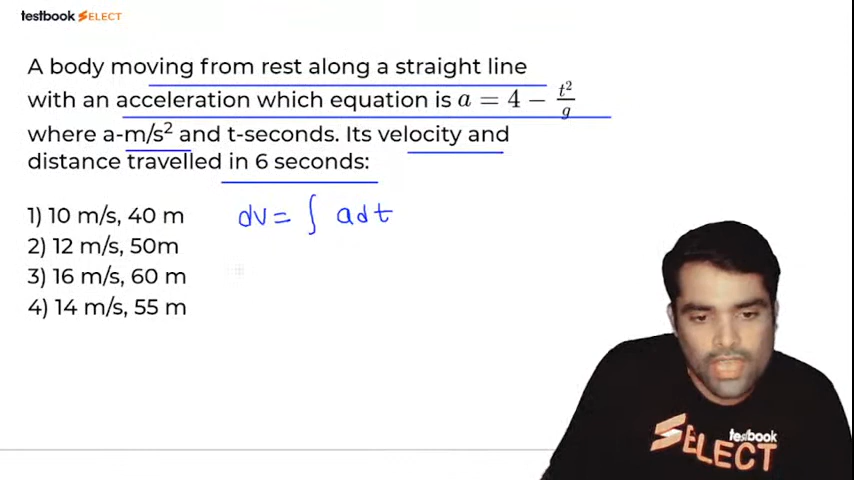 testbook SELECT
A body moving from rest along a straight line
with an acceleration which equation is a = 4 − t²/g
where a-m/s² and t-seconds. Its velocity and
distance travelled in 6 seconds:
1) 10 m/s, 40 m
2) 12 m/s, 50m
3) 16 m/s, 60 m
4) 14 m/s, 55 m
dv = ∫ adt
testbook
SELECT